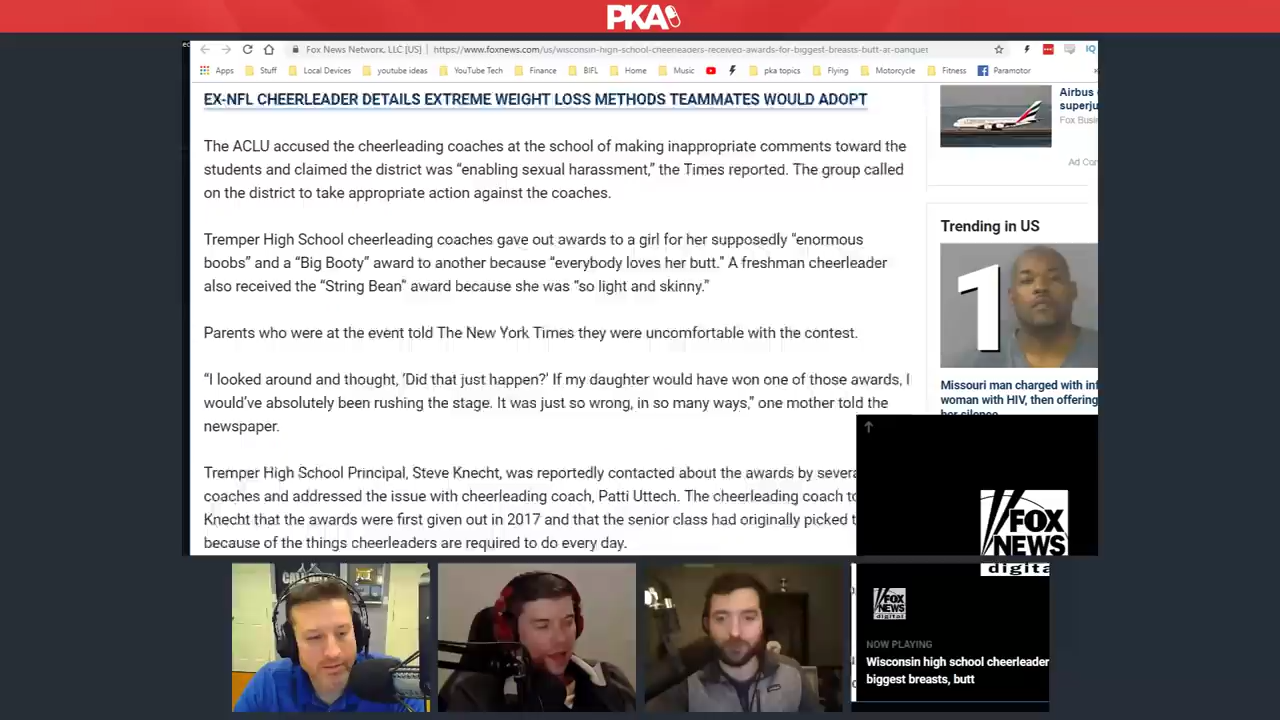 PKA
Fox News Network, LLC [US]
https://www.foxnews.com/us/wisconsin-high-school-cheerleaders-received-awards-for-biggest-breasts-butt-at-banquet
IQ
Apps
Stuff
Local Devices
youtube ideas
YouTube Tech
Finance
BIFL
Home
Music
pka topics
Flying
Motorcycle
Fitness
Paramotor
EX-NFL CHEERLEADER DETAILS EXTREME WEIGHT LOSS METHODS TEAMMATES WOULD ADOPT
The ACLU accused the cheerleading coaches at the school of making inappropriate comments toward the
students and claimed the district was “enabling sexual harassment,” the Times reported. The group called
on the district to take appropriate action against the coaches.
Tremper High School cheerleading coaches gave out awards to a girl for her supposedly “enormous
boobs” and a “Big Booty” award to another because “everybody loves her butt.” A freshman cheerleader
also received the “String Bean” award because she was “so light and skinny.”
Parents who were at the event told The New York Times they were uncomfortable with the contest.
“I looked around and thought, ‘Did that just happen?’ If my daughter would have won one of those awards, I
would’ve absolutely been rushing the stage. It was just so wrong, in so many ways,” one mother told the
newspaper.
Tremper High School Principal, Steve Knecht, was reportedly contacted about the awards by severa
coaches and addressed the issue with cheerleading coach, Patti Uttech. The cheerleading coach to
Knecht that the awards were first given out in 2017 and that the senior class had originally picked t
because of the things cheerleaders are required to do every day.
Airbus
superju
Fox Busi
Ad Con
Trending in US
1
Missouri man charged with inf
woman with HIV, then offering
her silence
FOX
NEWS
digita
FOX
NEWS
digital
NOW PLAYING
Wisconsin high school cheerleader
biggest breasts, butt